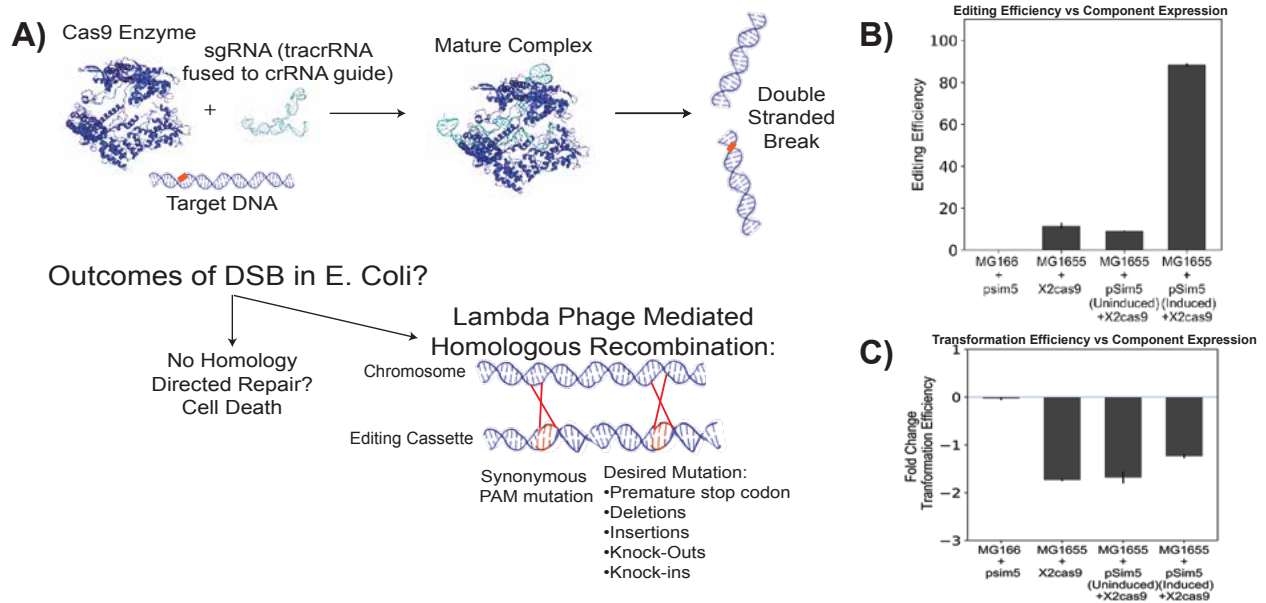 A)
Cas9 Enzyme
sgRNA (tracrRNA
fused to crRNA guide)
+
Target DNA
Mature Complex
Double
Stranded
Break
Outcomes of DSB in E. Coli?
No Homology
Directed Repair?
Cell Death
Lambda Phage Mediated
Homologous Recombination:
Chromosome
Editing Cassette
Synonymous
PAM mutation
Desired Mutation:
•Premature stop codon
•Deletions
•Insertions
•Knock-Outs
•Knock-ins
B)
Editing Efficiency vs Component Expression
Editing Efficiency
100
80
60
40
20
0
MG166
+
psim5
MG1655
+
X2cas9
MG1655
+
pSim5
(Uninduced)
+X2cas9
MG1655
+
pSim5
(Induced)
+X2cas9
C)
Transformation Efficiency vs Component Expression
Fold Change
Tranformation Efficiency
1
0
−1
−2
−3
MG166
+
psim5
MG1655
+
X2cas9
MG1655
+
pSim5
(Uninduced)
+X2cas9
MG1655
+
pSim5
(Induced)
+X2cas9